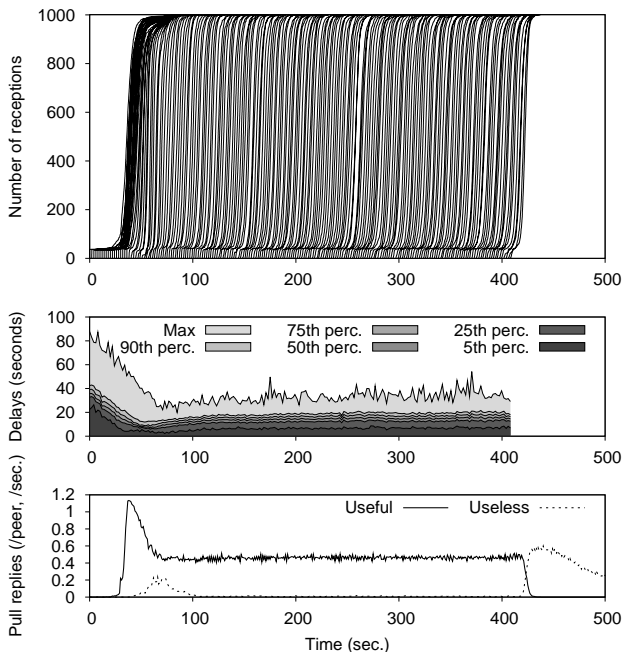 Number of receptions
1000
800
600
400
200
0
0 100 200 300 400 500
Delays (seconds)
100
80
60
40
20
0
Max 75th perc. 25th perc.
90th perc. 50th perc. 5th perc.
0 100 200 300 400 500
Pull replies (/peer, /sec.)
1.2
1
0.8
0.6
0.4
0.2
0
Useful Useless
0 100 200 300 400 500
Time (sec.)